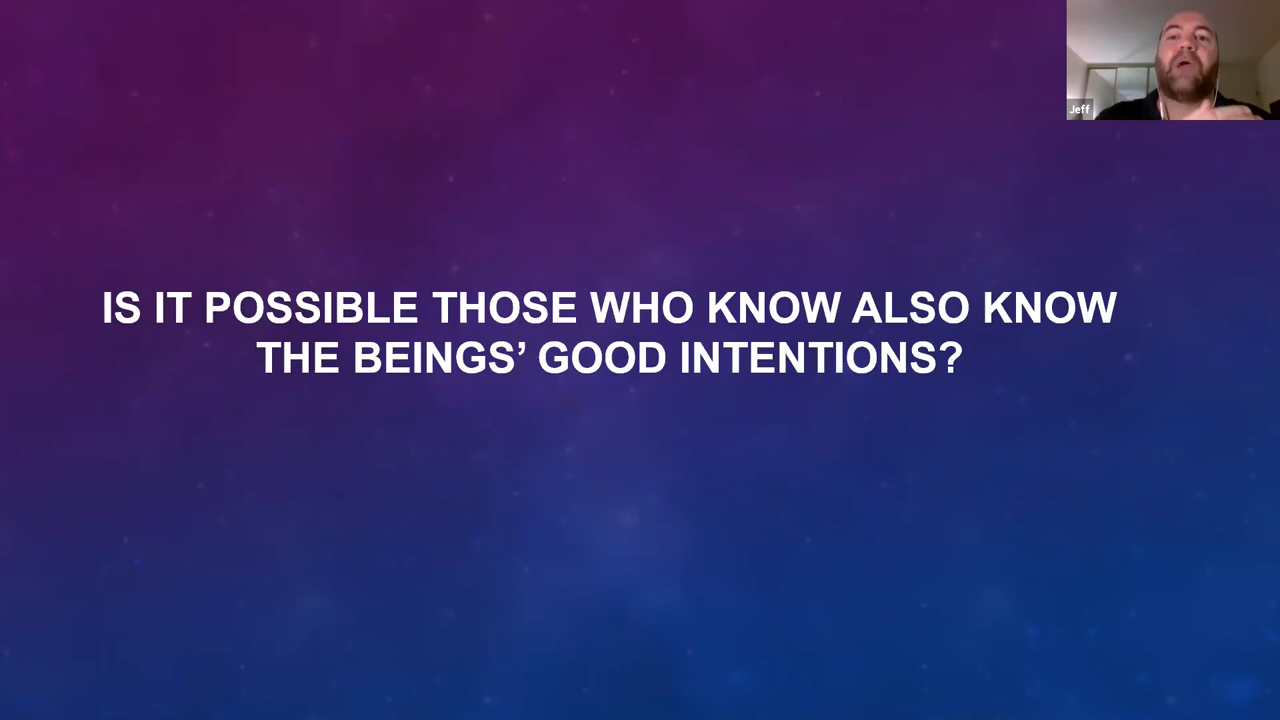 Jeff
IS IT POSSIBLE THOSE WHO KNOW ALSO KNOW
THE BEINGS’ GOOD INTENTIONS?